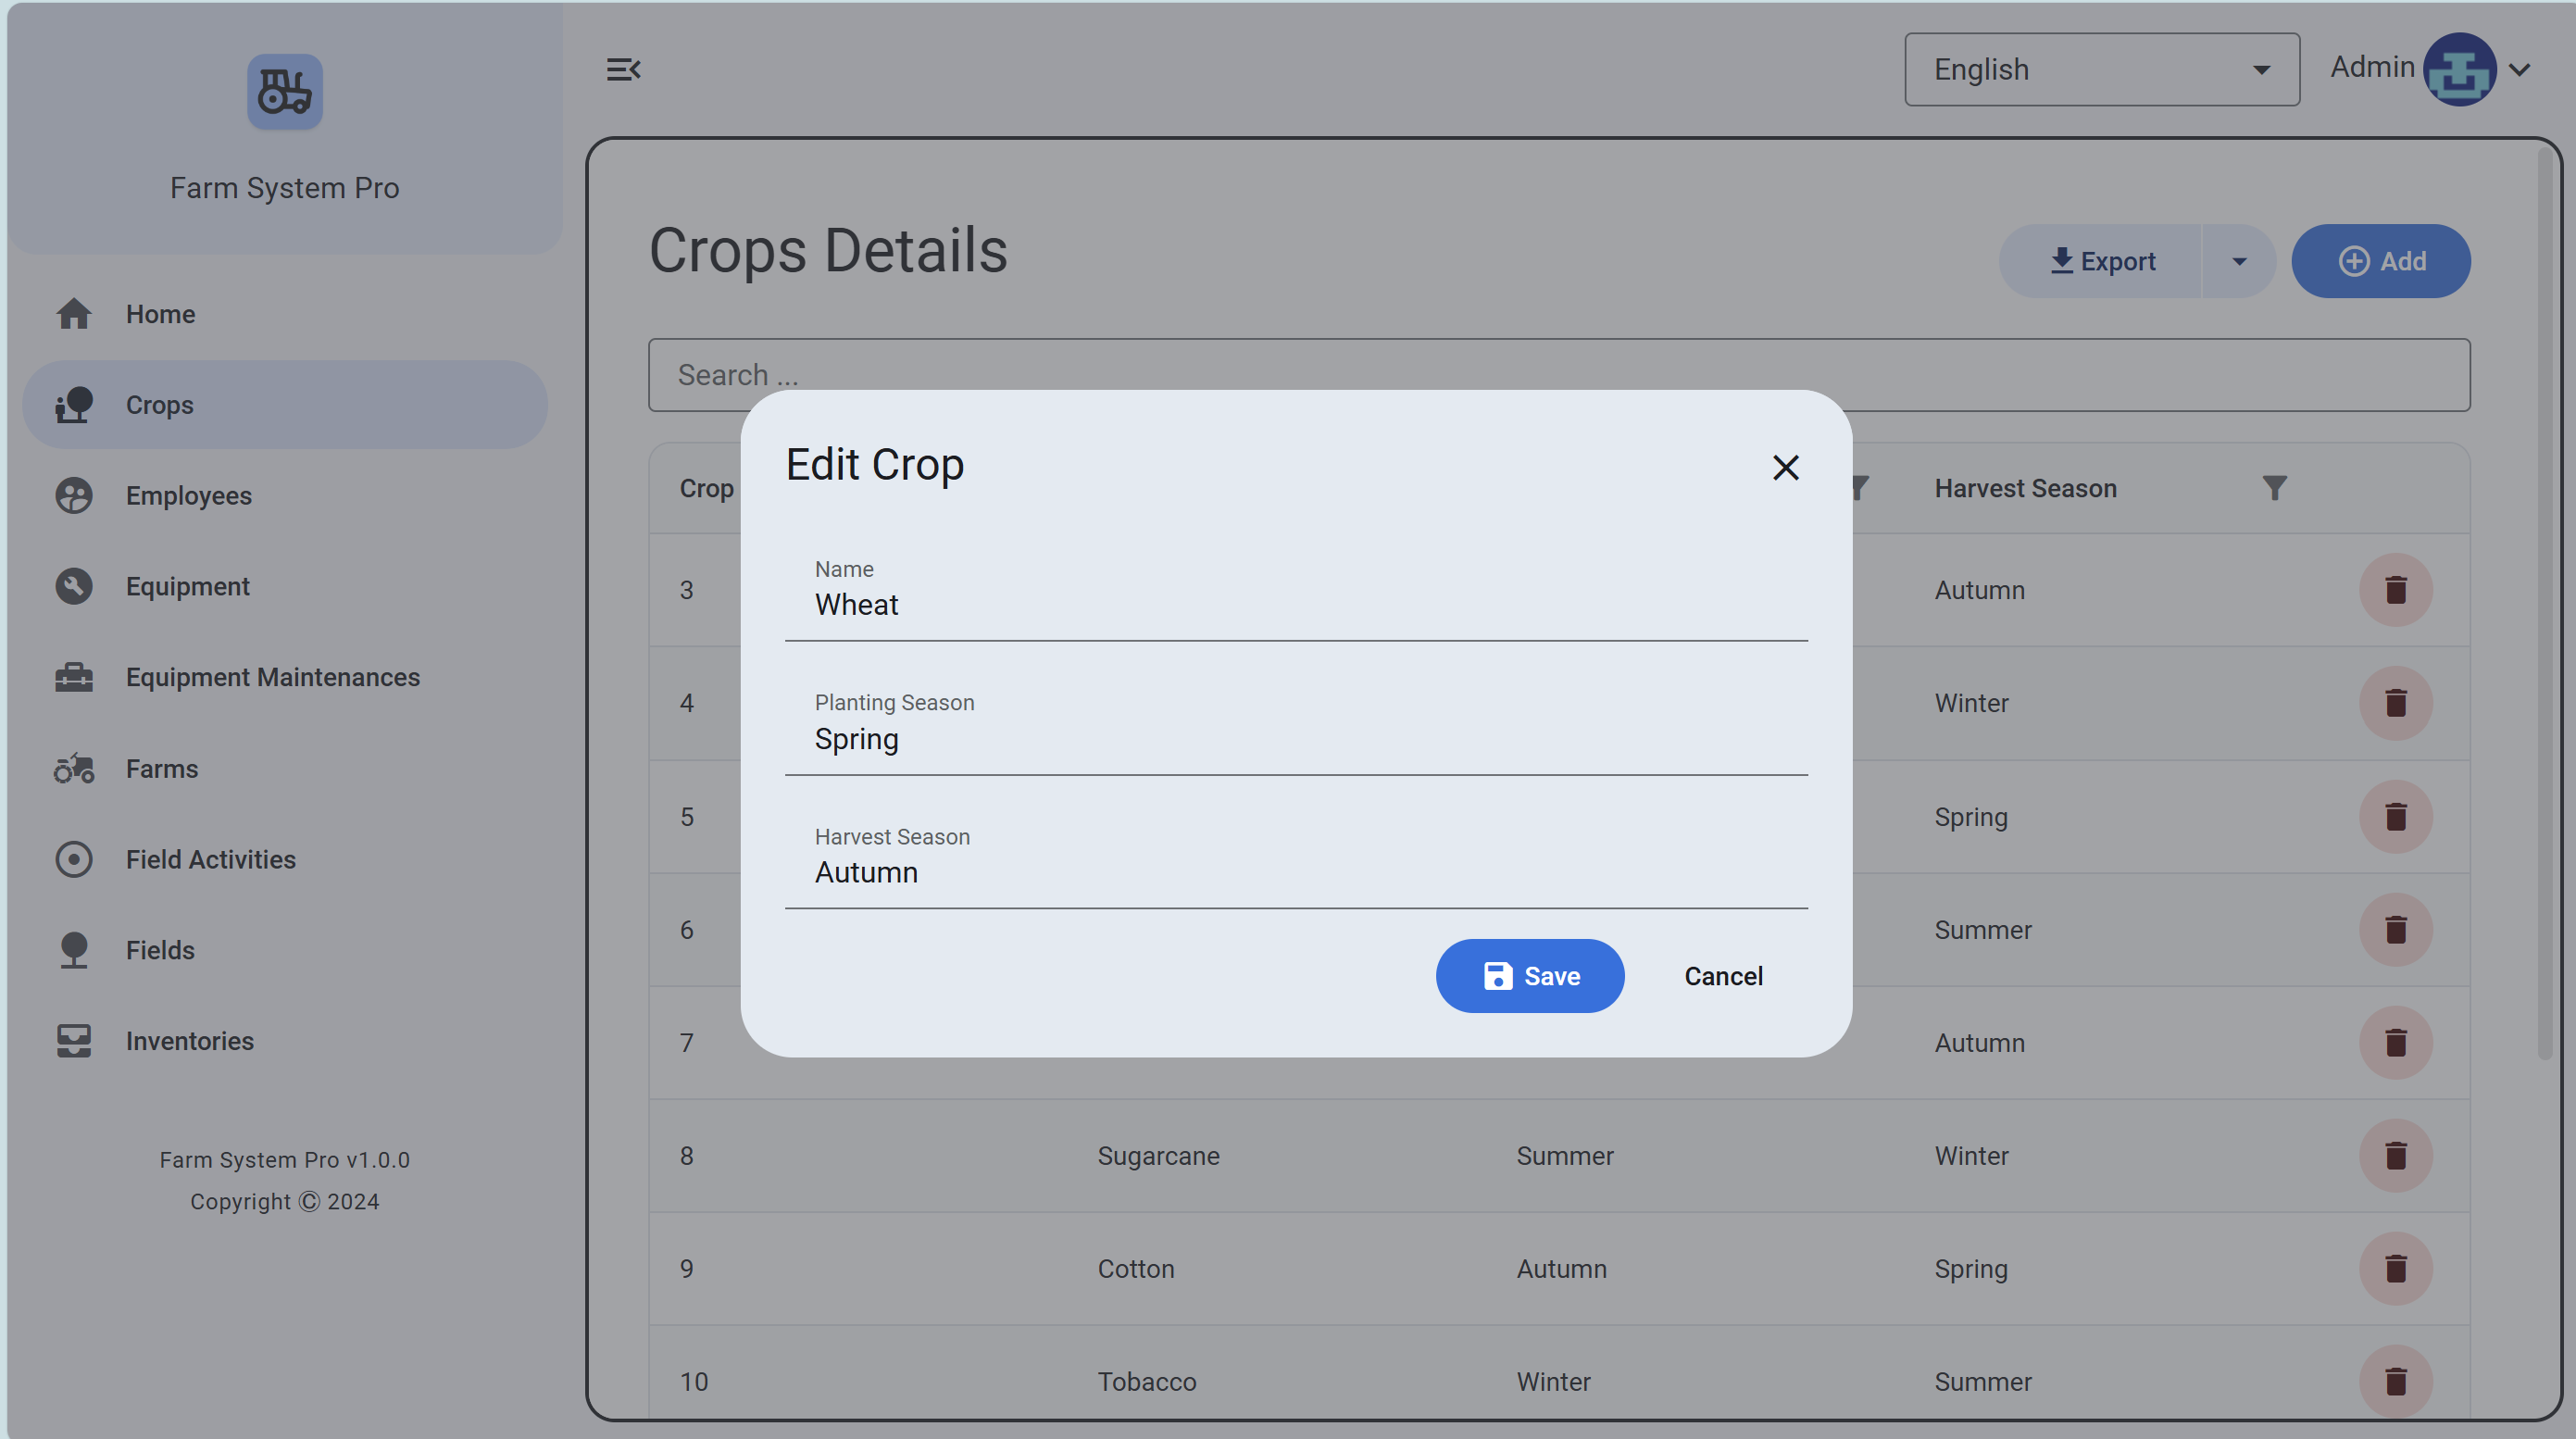 Farm System Pro
Home
Crops
Employees
Equipment
Equipment Maintenances
Farms
Field Activities
Fields
Inventories
Farm System Pro v1.0.0
Copyright © 2024
English
Admin
Crops Details
Export
Add
Search ...
Crop
Harvest Season
3 Autumn
4 Winter
5 Spring
6 Summer
7 Autumn
8 Sugarcane Summer Winter
9 Cotton Autumn Spring
10 Tobacco Winter Summer
Edit Crop
Name
Wheat
Planting Season
Spring
Harvest Season
Autumn
Save
Cancel